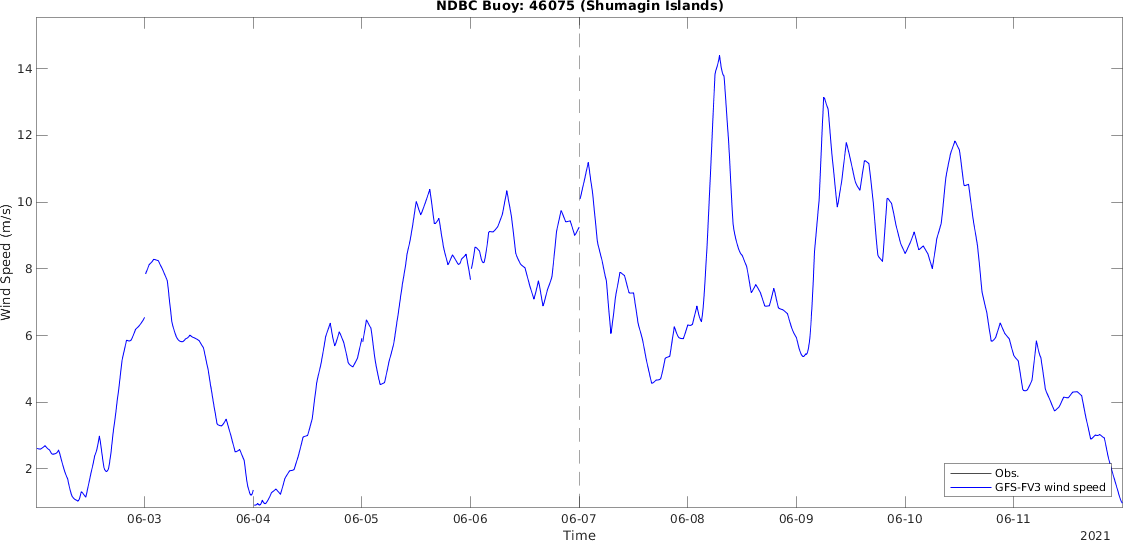 NDBC Buoy: 46075 (Shumagin Islands)
14
12
10
8
6
4
2
Wind Speed (m/s)
Obs.
GFS-FV3 wind speed
06-03 06-04 06-05 06-06 06-07 06-08 06-09 06-10 06-11
Time
2021